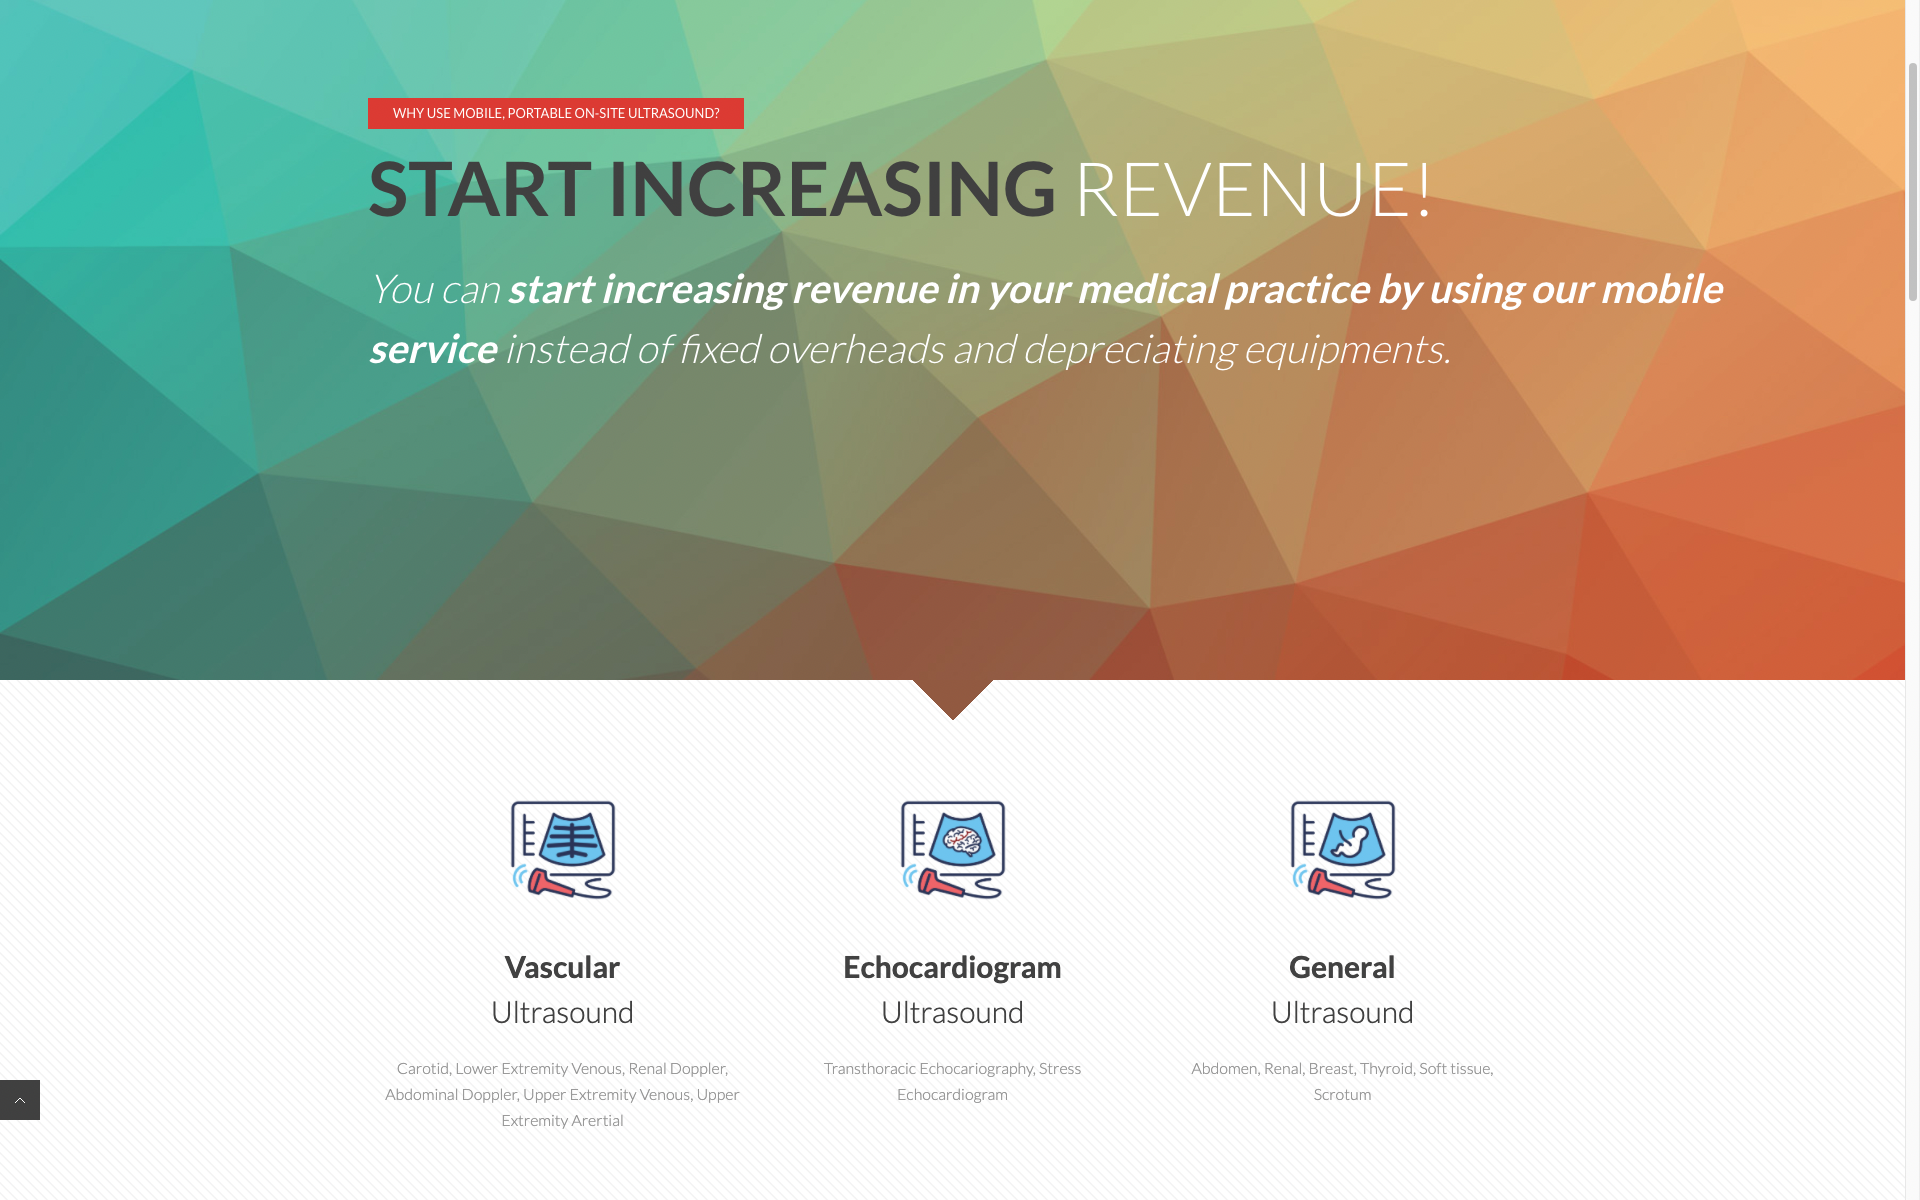 WHY USE MOBILE, PORTABLE ON-SITE ULTRASOUND?
START INCREASING REVENUE!
You can start increasing revenue in your medical practice by using our mobile
service instead of fixed overheads and depreciating equipments.
Vascular
Ultrasound
Carotid, Lower Extremity Venous, Renal Doppler,
Abdominal Doppler, Upper Extremity Venous, Upper
Extremity Arertial
Echocardiogram
Ultrasound
Transthoracic Echocariography, Stress
Echocardiogram
General
Ultrasound
Abdomen, Renal, Breast, Thyroid, Soft tissue,
Scrotum